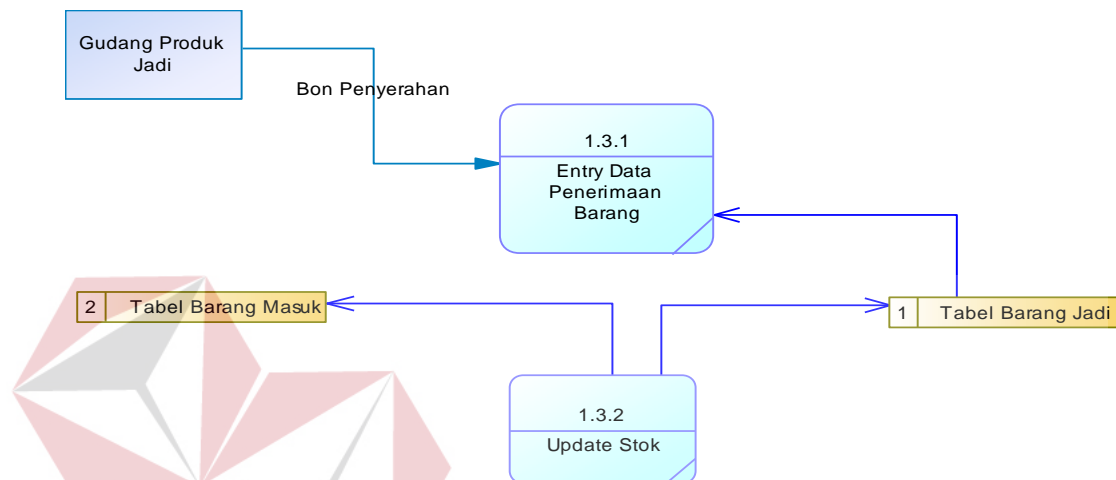 Gudang Produk
Jadi
Bon Penyerahan
1.3.1
Entry Data
Penerimaan
Barang
2 Tabel Barang Masuk
1 Tabel Barang Jadi
1.3.2
Update Stok